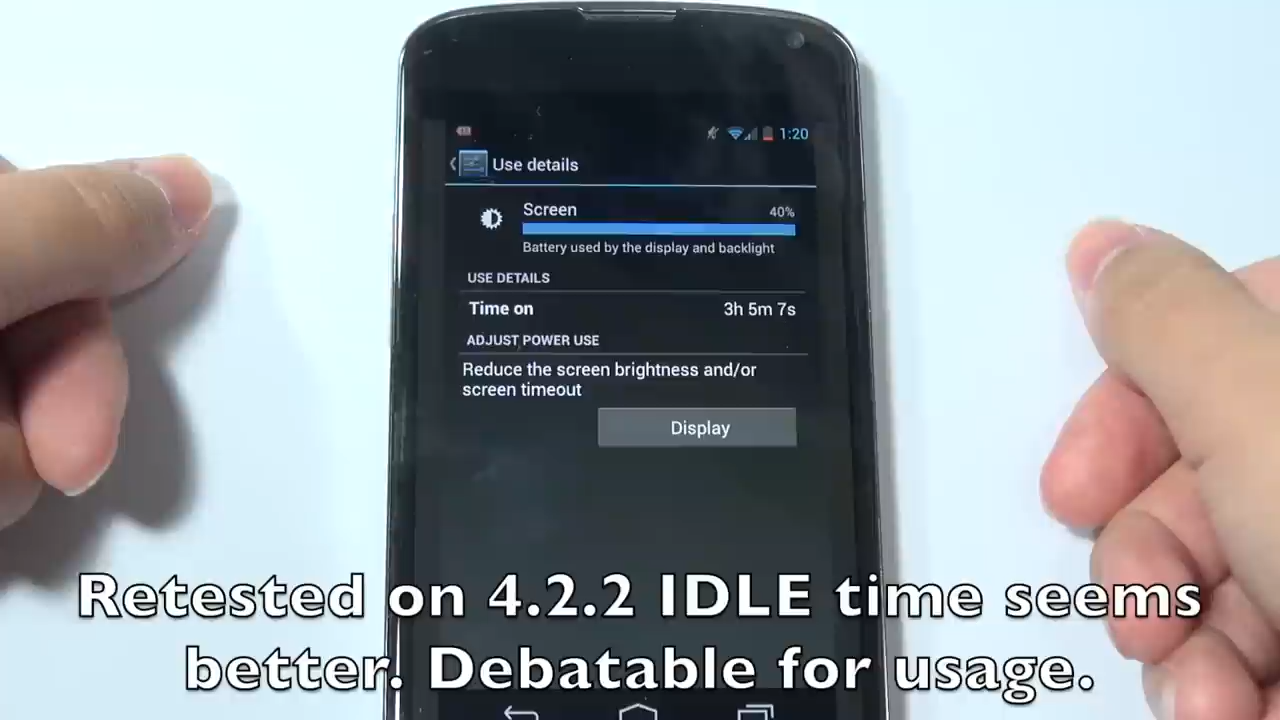 1:20
Use details
Screen 40%
Battery used by the display and backlight
USE DETAILS
Time on 3h 5m 7s
ADJUST POWER USE
Reduce the screen brightness and/or
screen timeout
Display
Retested on 4.2.2 IDLE time seems
better. Debatable for usage.